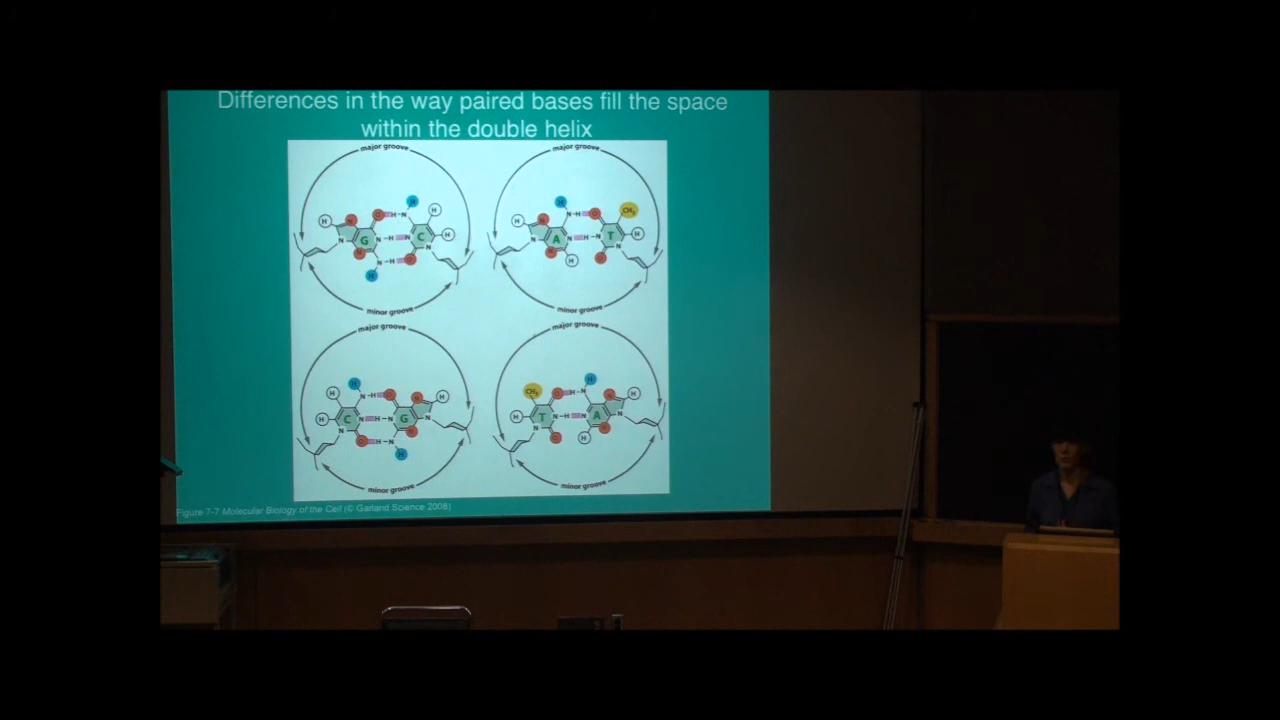 Differences in the way paired bases fill the space
within the double helix
major groove
major groove
H
H
H
CH₃
H
O
H
N
N
H
O
G
N
H
N
C
H
A
N
H
N
T
H
N
H
O
H
H
minor groove
minor groove
major groove
major groove
H
H
CH₃
H
H
N
H
O
H
O
H
N
H
C
N
H
N
G
H
T
N
H
N
A
O
H
N
H
O
H
minor groove
minor groove
Figure 7-7 Molecular Biology of the Cell (© Garland Science 2008)